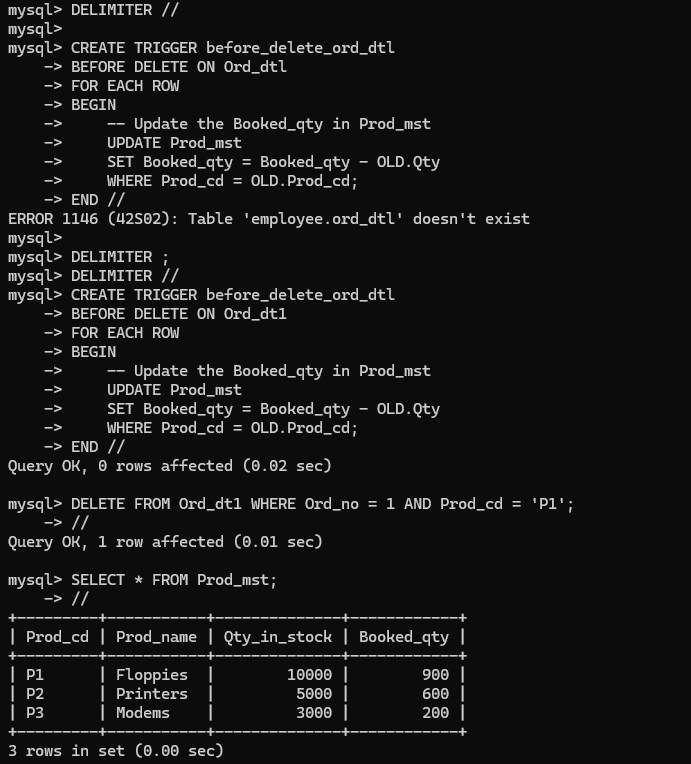 mysql> DELIMITER //
mysql>
mysql> CREATE TRIGGER before_delete_ord_dtl
    -> BEFORE DELETE ON Ord_dtl
    -> FOR EACH ROW
    -> BEGIN
    ->     -- Update the Booked_qty in Prod_mst
    ->     UPDATE Prod_mst
    ->     SET Booked_qty = Booked_qty - OLD.Qty
    ->     WHERE Prod_cd = OLD.Prod_cd;
    -> END //
ERROR 1146 (42S02): Table 'employee.ord_dtl' doesn't exist
mysql>
mysql> DELIMITER ;
mysql> DELIMITER //
mysql> CREATE TRIGGER before_delete_ord_dtl
    -> BEFORE DELETE ON Ord_dt1
    -> FOR EACH ROW
    -> BEGIN
    ->     -- Update the Booked_qty in Prod_mst
    ->     UPDATE Prod_mst
    ->     SET Booked_qty = Booked_qty - OLD.Qty
    ->     WHERE Prod_cd = OLD.Prod_cd;
    -> END //
Query OK, 0 rows affected (0.02 sec)

mysql> DELETE FROM Ord_dt1 WHERE Ord_no = 1 AND Prod_cd = 'P1';
    -> //
Query OK, 1 row affected (0.01 sec)

mysql> SELECT * FROM Prod_mst;
    -> //
+---------+-----------+--------------+------------+
| Prod_cd | Prod_name | Qty_in_stock | Booked_qty |
+---------+-----------+--------------+------------+
| P1      | Floppies  |        10000 |        900 |
| P2      | Printers  |         5000 |        600 |
| P3      | Modems    |         3000 |        200 |
+---------+-----------+--------------+------------+
3 rows in set (0.00 sec)